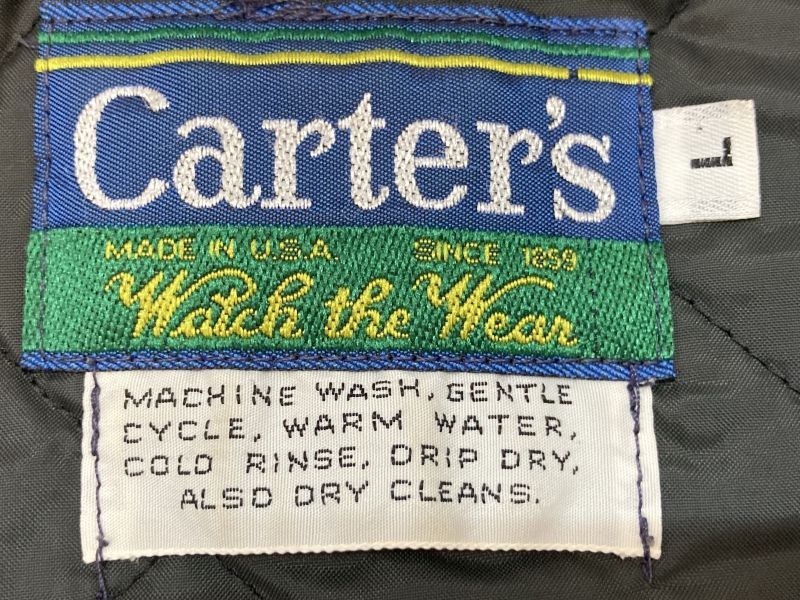 Carter's
L
MADE IN U.S.A. SINCE 1859
Watch the Wear
MACHINE WASH, GENTLE
CYCLE, WARM WATER,
COLD RINSE, DRIP DRY,
ALSO DRY CLEANS.